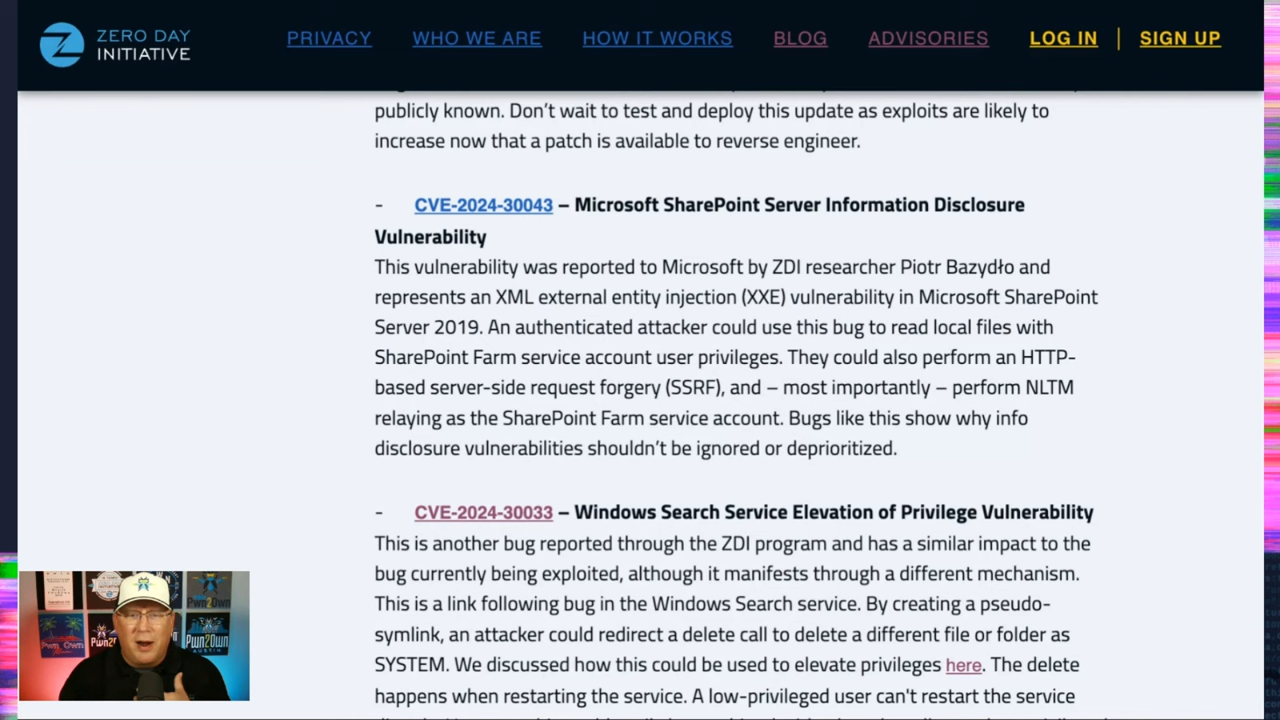 ZERO DAY
INITIATIVE
PRIVACY WHO WE ARE HOW IT WORKS BLOG ADVISORIES LOG IN | SIGN UP
publicly known. Don’t wait to test and deploy this update as exploits are likely to
increase now that a patch is available to reverse engineer.
- CVE-2024-30043 – Microsoft SharePoint Server Information Disclosure
Vulnerability
This vulnerability was reported to Microsoft by ZDI researcher Piotr Bazydło and
represents an XML external entity injection (XXE) vulnerability in Microsoft SharePoint
Server 2019. An authenticated attacker could use this bug to read local files with
SharePoint Farm service account user privileges. They could also perform an HTTP-
based server-side request forgery (SSRF), and – most importantly – perform NLTM
relaying as the SharePoint Farm service account. Bugs like this show why info
disclosure vulnerabilities shouldn’t be ignored or deprioritized.
- CVE-2024-30033 – Windows Search Service Elevation of Privilege Vulnerability
This is another bug reported through the ZDI program and has a similar impact to the
bug currently being exploited, although it manifests through a different mechanism.
This is a link following bug in the Windows Search service. By creating a pseudo-
symlink, an attacker could redirect a delete call to delete a different file or folder as
SYSTEM. We discussed how this could be used to elevate privileges here. The delete
happens when restarting the service. A low-privileged user can't restart the service
Pwn2Own
Pwn2Own